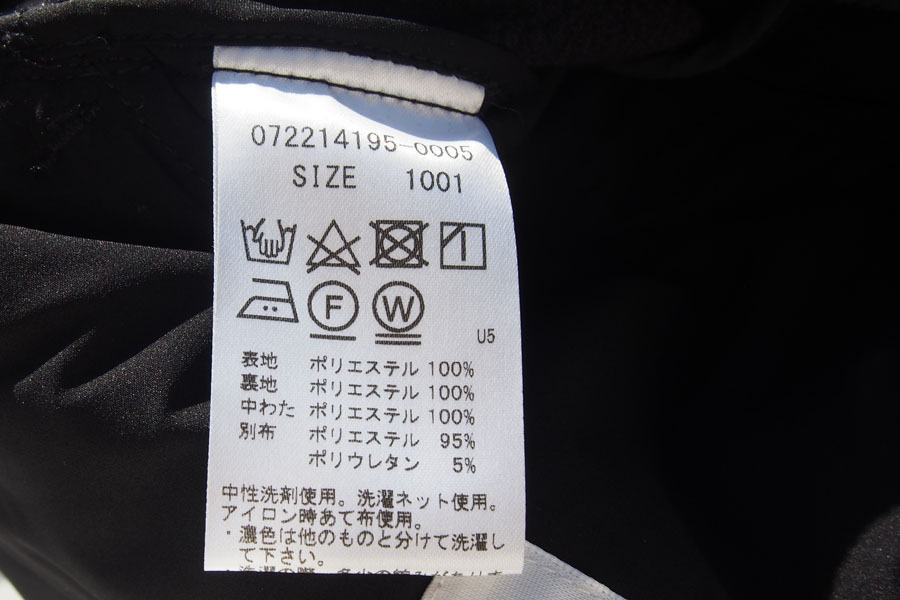 072214195-0005
SIZE 1001
F W
U5
表地 ポリエステル 100%
裏地 ポリエステル 100%
中わた ポリエステル 100%
別布 ポリエステル 95%
ポリウレタン 5%
中性洗剤使用。洗濯ネット使用。
アイロン時あて布使用。
・濃色は他のものと分けて洗濯し
て下さい。